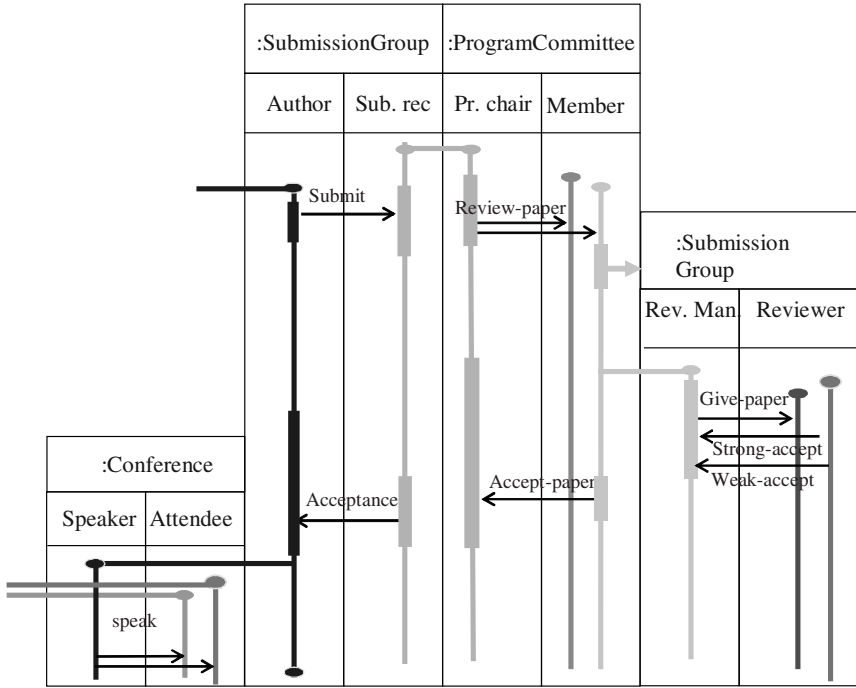 :SubmissionGroup :ProgramCommittee
Author Sub. rec Pr. chair Member
Submit
Review-paper
:Submission
Group
Rev. Man. Reviewer
Give-paper
Strong-accept
Weak-accept
Accept-paper
Acceptance
:Conference
Speaker Attendee
speak